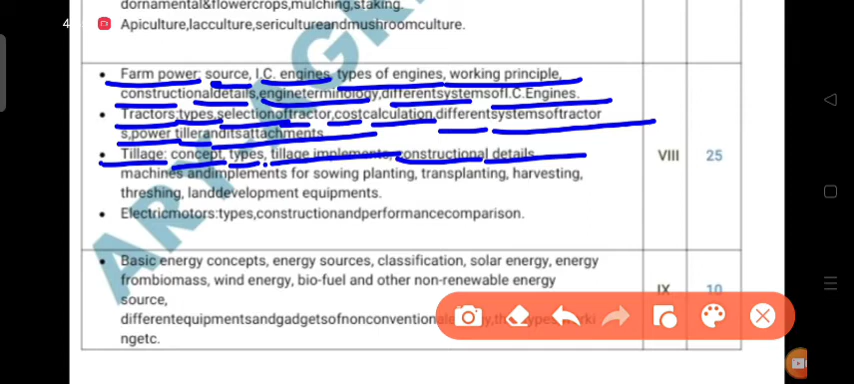 dornamental&flowercrops,mulching,staking.
4
Apiculture,lacculture,sericultureandmushroomculture.
Farm power; source, I.C. engines, types of engines, working principle,
constructionaldetails,engineterminology,differentsystemsofI.C.Engines.
Tractors;types,selectionoftractor,costcalculation,differentsystemsoftractor
s,power tilleranditsattachments
Tillage: concept, types, tillage implements, constructional details
machines andimplements for sowing planting, transplanting, harvesting,
threshing, landdevelopment equipments.
Electricmotors:types,constructionandperformancecomparison.
VIII 25
Basic energy concepts, energy sources, classification, solar energy, energy
frombiomass, wind energy, bio-fuel and other non-renewable energy
source,
differentequipmentsandgadgetsofnonconvention
ngetc.
IX 10